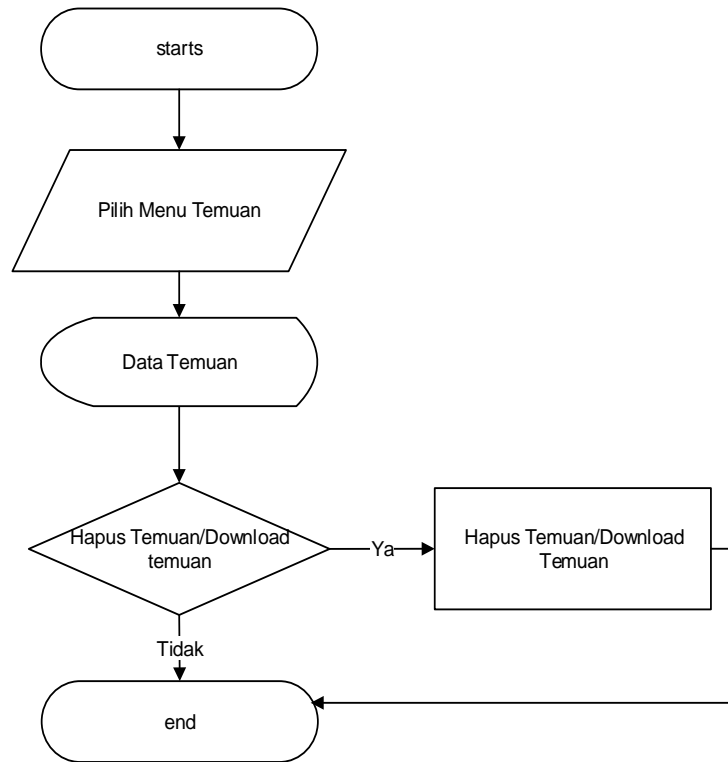 starts
Pilih Menu Temuan
Data Temuan
Hapus Temuan/Download
temuan
Ya
Hapus Temuan/Download
Temuan
Tidak
end